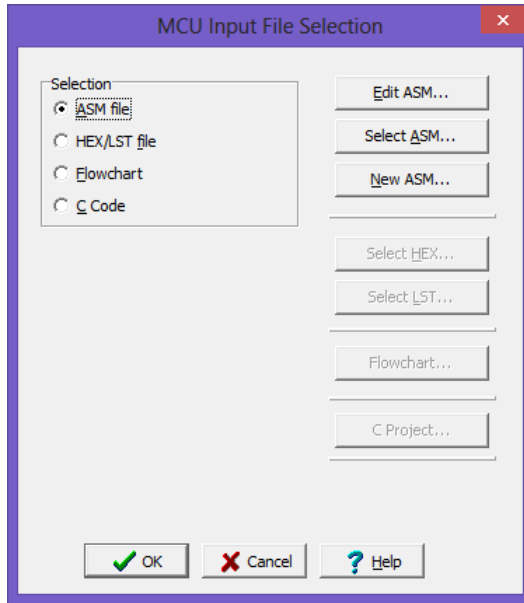 MCU Input File Selection
Selection
ASM file
HEX/LST file
Flowchart
C Code
Edit ASM...
Select ASM...
New ASM...
Select HEX...
Select LST...
Flowchart...
C Project...
OK
Cancel
Help